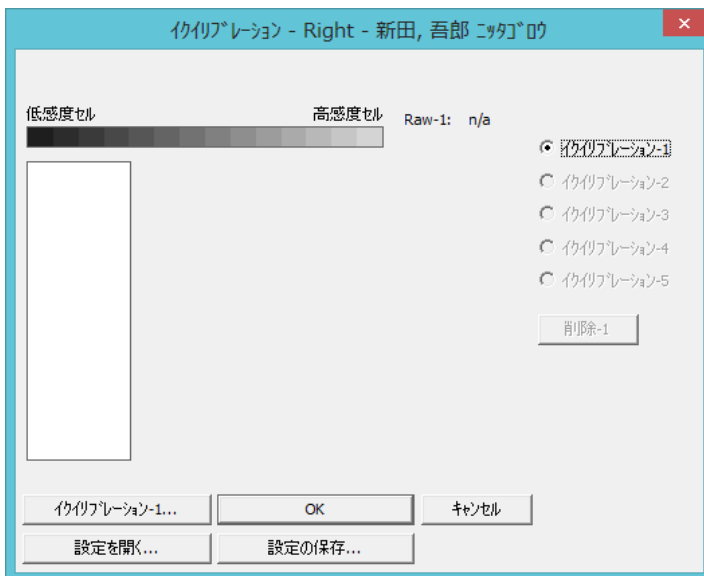 ｲｸｲﾘﾌﾞﾚｰｼｮﾝ - Right - 新田, 吾郎 ﾆｯﾀｺﾞﾛｳ
低感度ｾﾙ 高感度ｾﾙ Raw-1: n/a
ｲｸｲﾘﾌﾞﾚｰｼｮﾝ-1
ｲｸｲﾘﾌﾞﾚｰｼｮﾝ-2
ｲｸｲﾘﾌﾞﾚｰｼｮﾝ-3
ｲｸｲﾘﾌﾞﾚｰｼｮﾝ-4
ｲｸｲﾘﾌﾞﾚｰｼｮﾝ-5
削除-1
ｲｸｲﾘﾌﾞﾚｰｼｮﾝ-1... OK ｷｬﾝｾﾙ
設定を開く... 設定の保存...